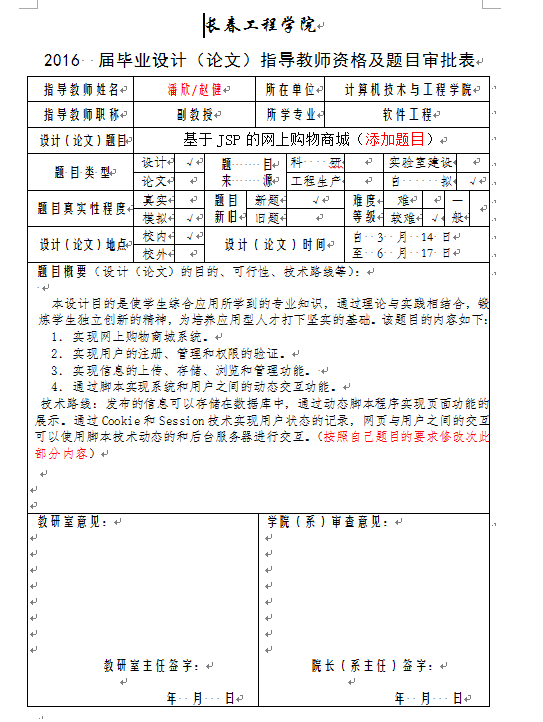 长春工程学院
2016 届毕业设计（论文）指导教师资格及题目审批表
指导教师姓名 潘欣/赵健 所在单位 计算机技术与工程学院
指导教师职称 副教授 所学专业 软件工程
设计（论文）题目 基于JSP的网上购物商城（添加题目）
题 目 类 型 设计 √ 题 目 来 源 科 研 实验室建设
论文 工程生产 自 拟 √
题目真实性程度 真实 题目新旧 新题 √ 难度等级 难 一般
模拟 √ 旧题 较难 √
设计（论文）地点 校内 √ 设计（论文）时间 自 3 月 14 日
校外 至 6 月 17 日
题目概要（设计（论文）的目的、可行性、技术路线等）：
本设计目的是使学生综合应用所学到的专业知识，通过理论与实践相结合，锻
炼学生独立创新的精神，为培养应用型人才打下坚实的基础。该题目的内容如下：
1. 实现网上购物商城系统。
2. 实现用户的注册、管理和权限的验证。
3. 实现信息的上传、存储、浏览和管理功能。
4. 通过脚本实现系统和用户之间的动态交互功能。
技术路线：发布的信息可以存储在数据库中，通过动态脚本程序实现页面功能的
展示。通过Cookie和Session技术实现用户状态的记录，网页与用户之间的交互
可以使用脚本技术动态的和后台服务器进行交互。（按照自己题目的要求修改次此
部分内容）
教研室意见： 学院（系）审查意见：
教研室主任签字： 院长（系主任）签字：
年 月 日 年 月 日